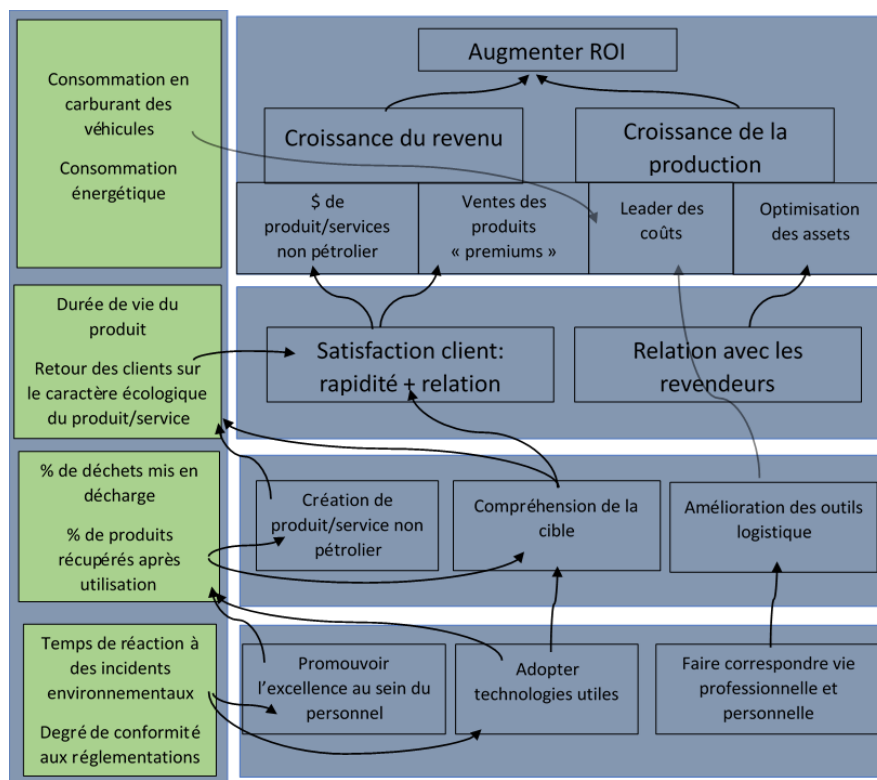 Consommation en
carburant des
véhicules
Consommation
énergétique
Augmenter ROI
Croissance du revenu
Croissance de la
production
$ de
produit/services
non pétrolier
Ventes des
produits
« premiums »
Leader des
coûts
Optimisation
des assets
Durée de vie du
produit
Retour des clients sur
le caractère écologique
du produit/service
Satisfaction client:
rapidité + relation
Relation avec les
revendeurs
% de déchets mis en
décharge
% de produits
récupérés après
utilisation
Création de
produit/service non
pétrolier
Compréhension de la
cible
Amélioration des outils
logistique
Temps de réaction à
des incidents
environnementaux
Degré de conformité
aux réglementations
Promouvoir
l’excellence au sein du
personnel
Adopter
technologies utiles
Faire correspondre vie
professionnelle et
personnelle